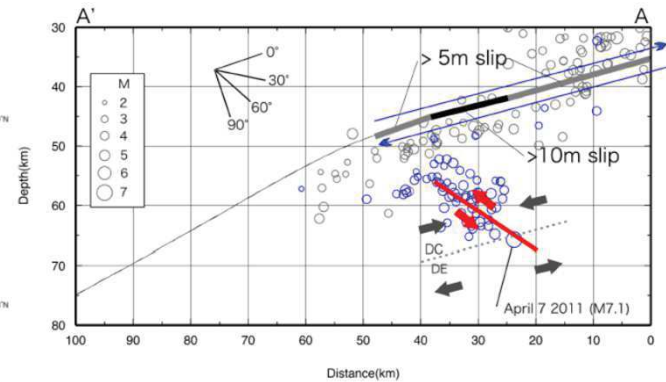 A'
A
30
40
50
60
70
80
Depth(km)
M
2
3
4
5
6
7
0°
30°
60°
90°
> 5m slip
>10m slip
DC
DE
April 7 2011 (M7.1)
100
90
80
70
60
50
40
30
20
10
0
Distance(km)